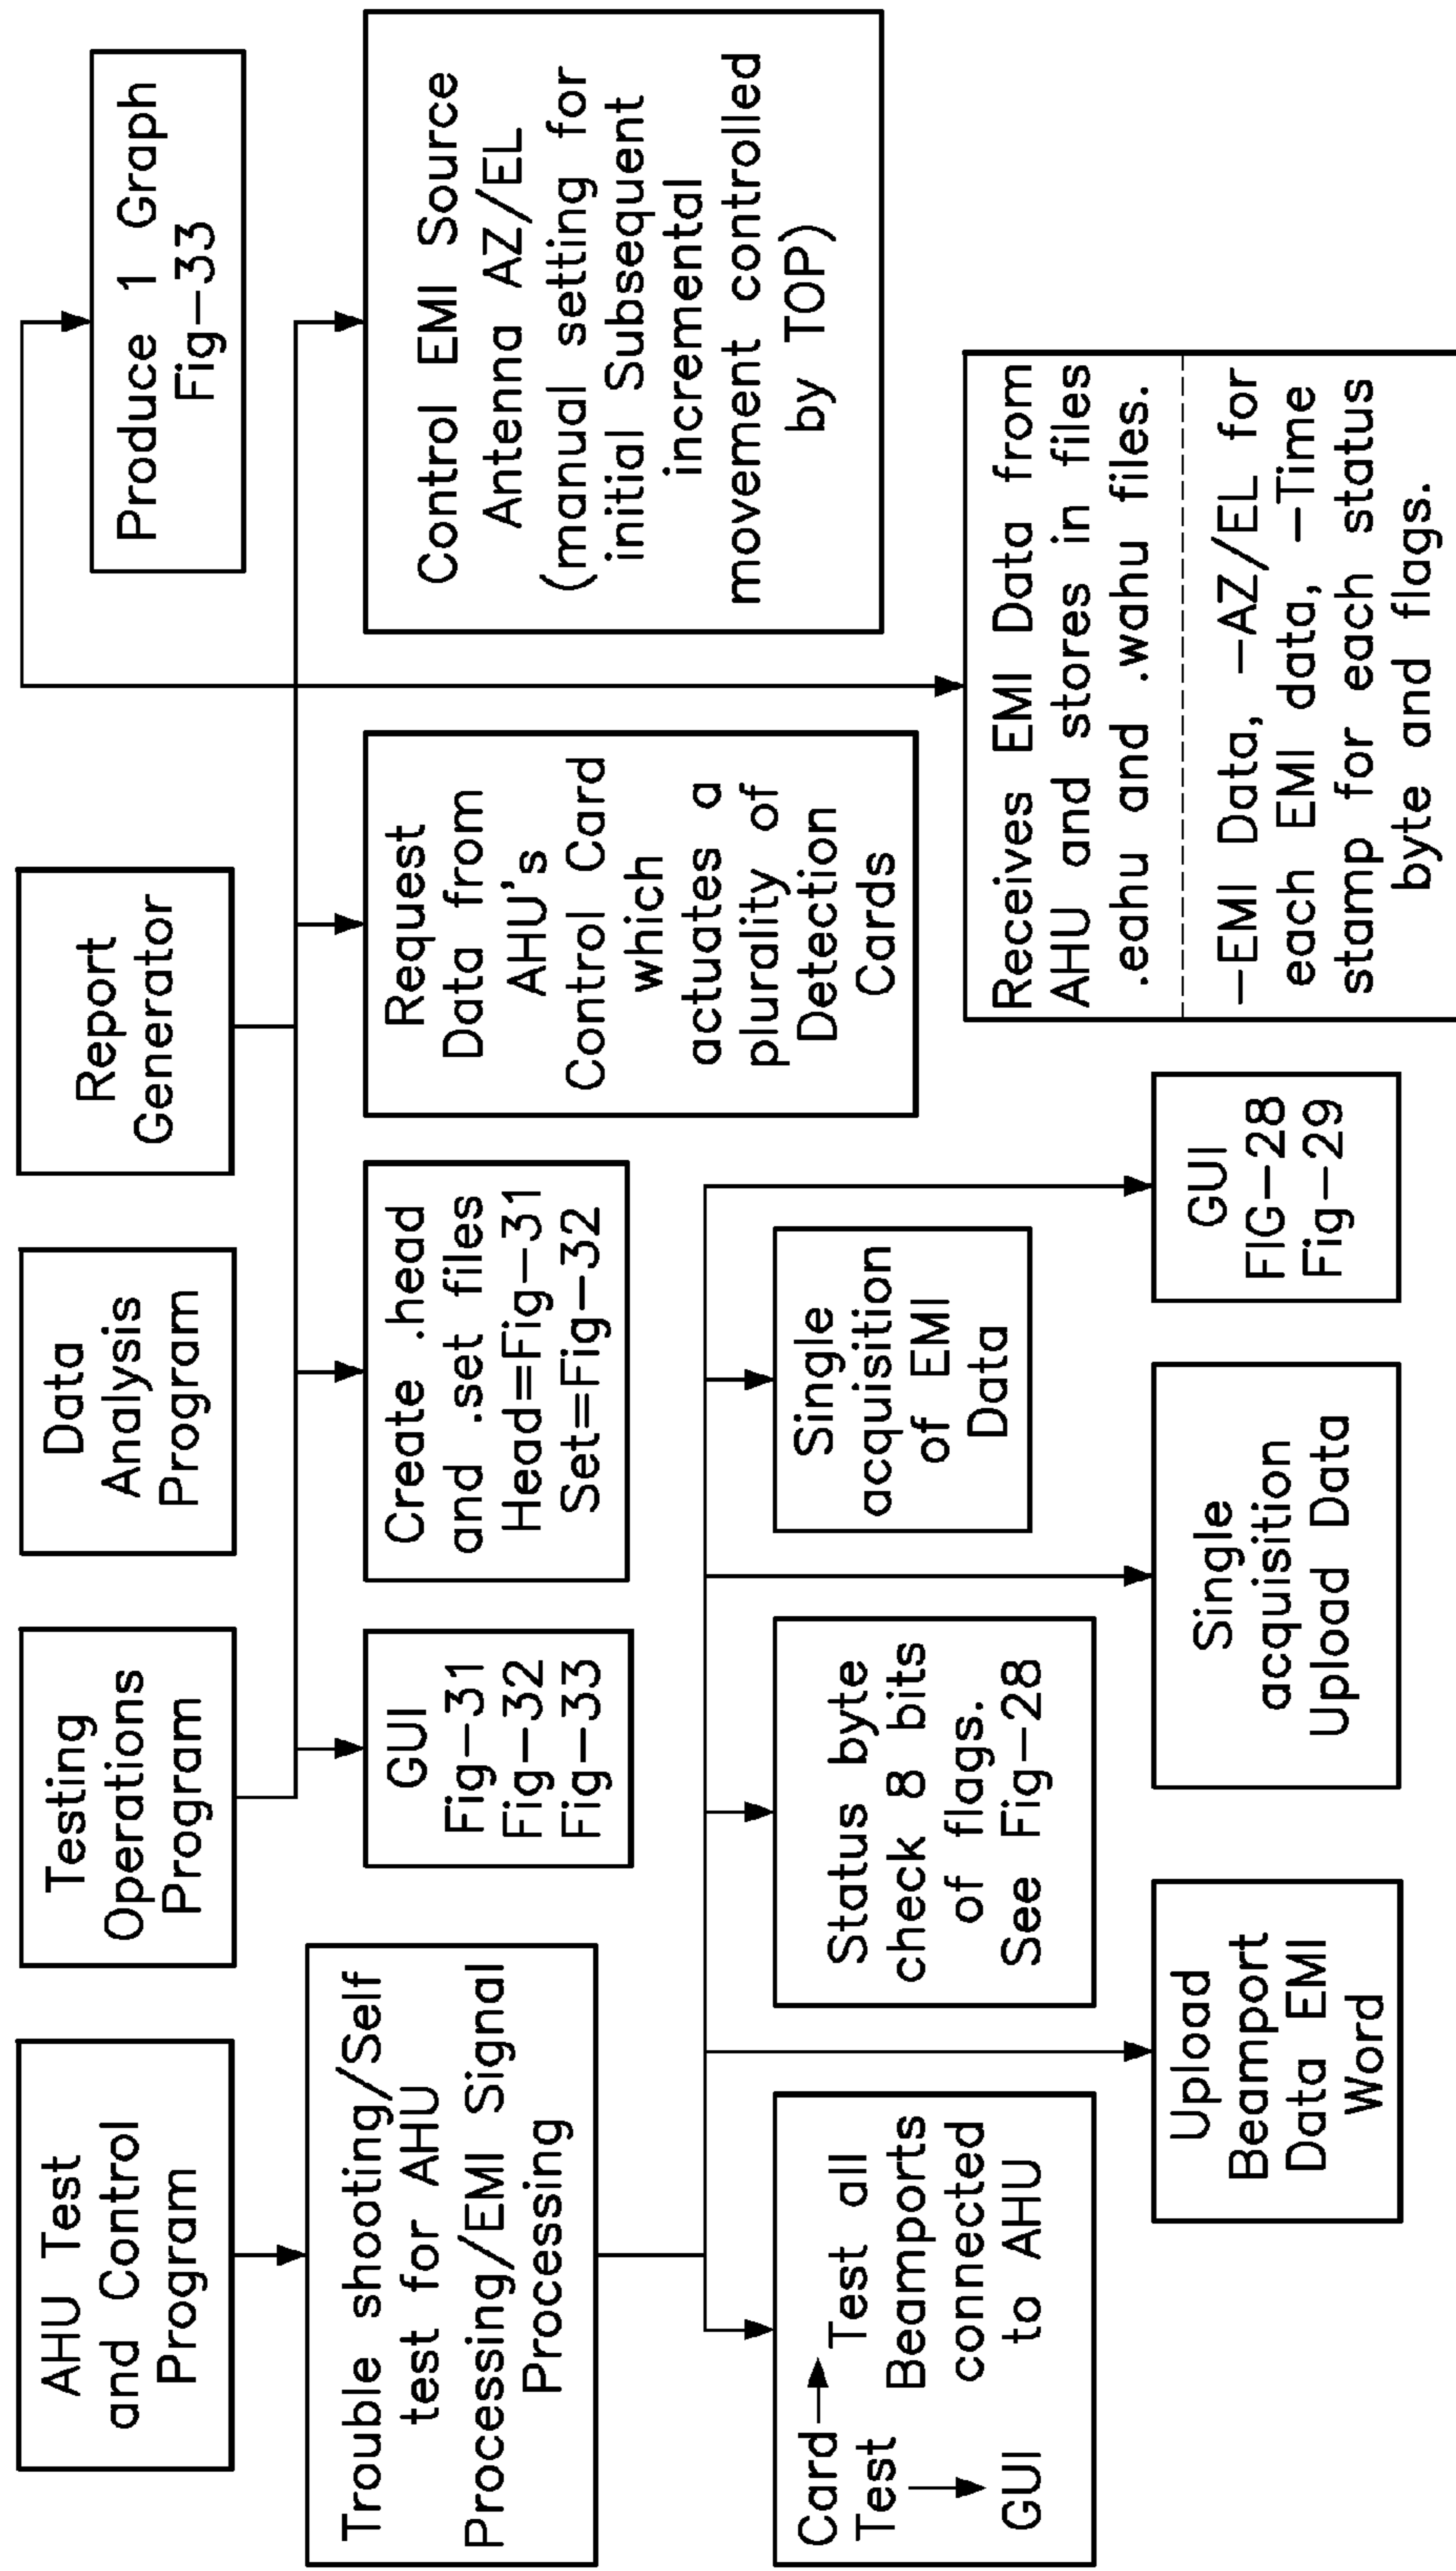 AHU Test
and Control
Program
Testing
Operations
Program
Data
Analysis
Program
Report
Generator
Produce 1 Graph
Fig-33
Trouble shooting/Self
test for AHU
Processing/EMI Signal
Processing
GUI
Fig-31
Fig-32
Fig-33
Create .head
and .set files
Head=Fig-31
Set=Fig-32
Request
Data from
AHU's
Control Card
which
actuates a
plurality of
Detection
Cards
Control EMI Source
Antenna AZ/EL
(manual setting for
initial Subsequent
incremental
movement controlled
by TOP)
Card
Test
GUI
Test all
Beamports
connected
to AHU
Status byte
check 8 bits
of flags.
See Fig-28
Single
acquisition
of EMI
Data
Receives EMI Data from
AHU and stores in files
.eahu and .wahu files.
-EMI Data, -AZ/EL for
each EMI data, -Time
stamp for each status
byte and flags.
Upload
Beamport
Data EMI
Word
Single
acquisition
Upload Data
GUI
FIG-28
Fig-29